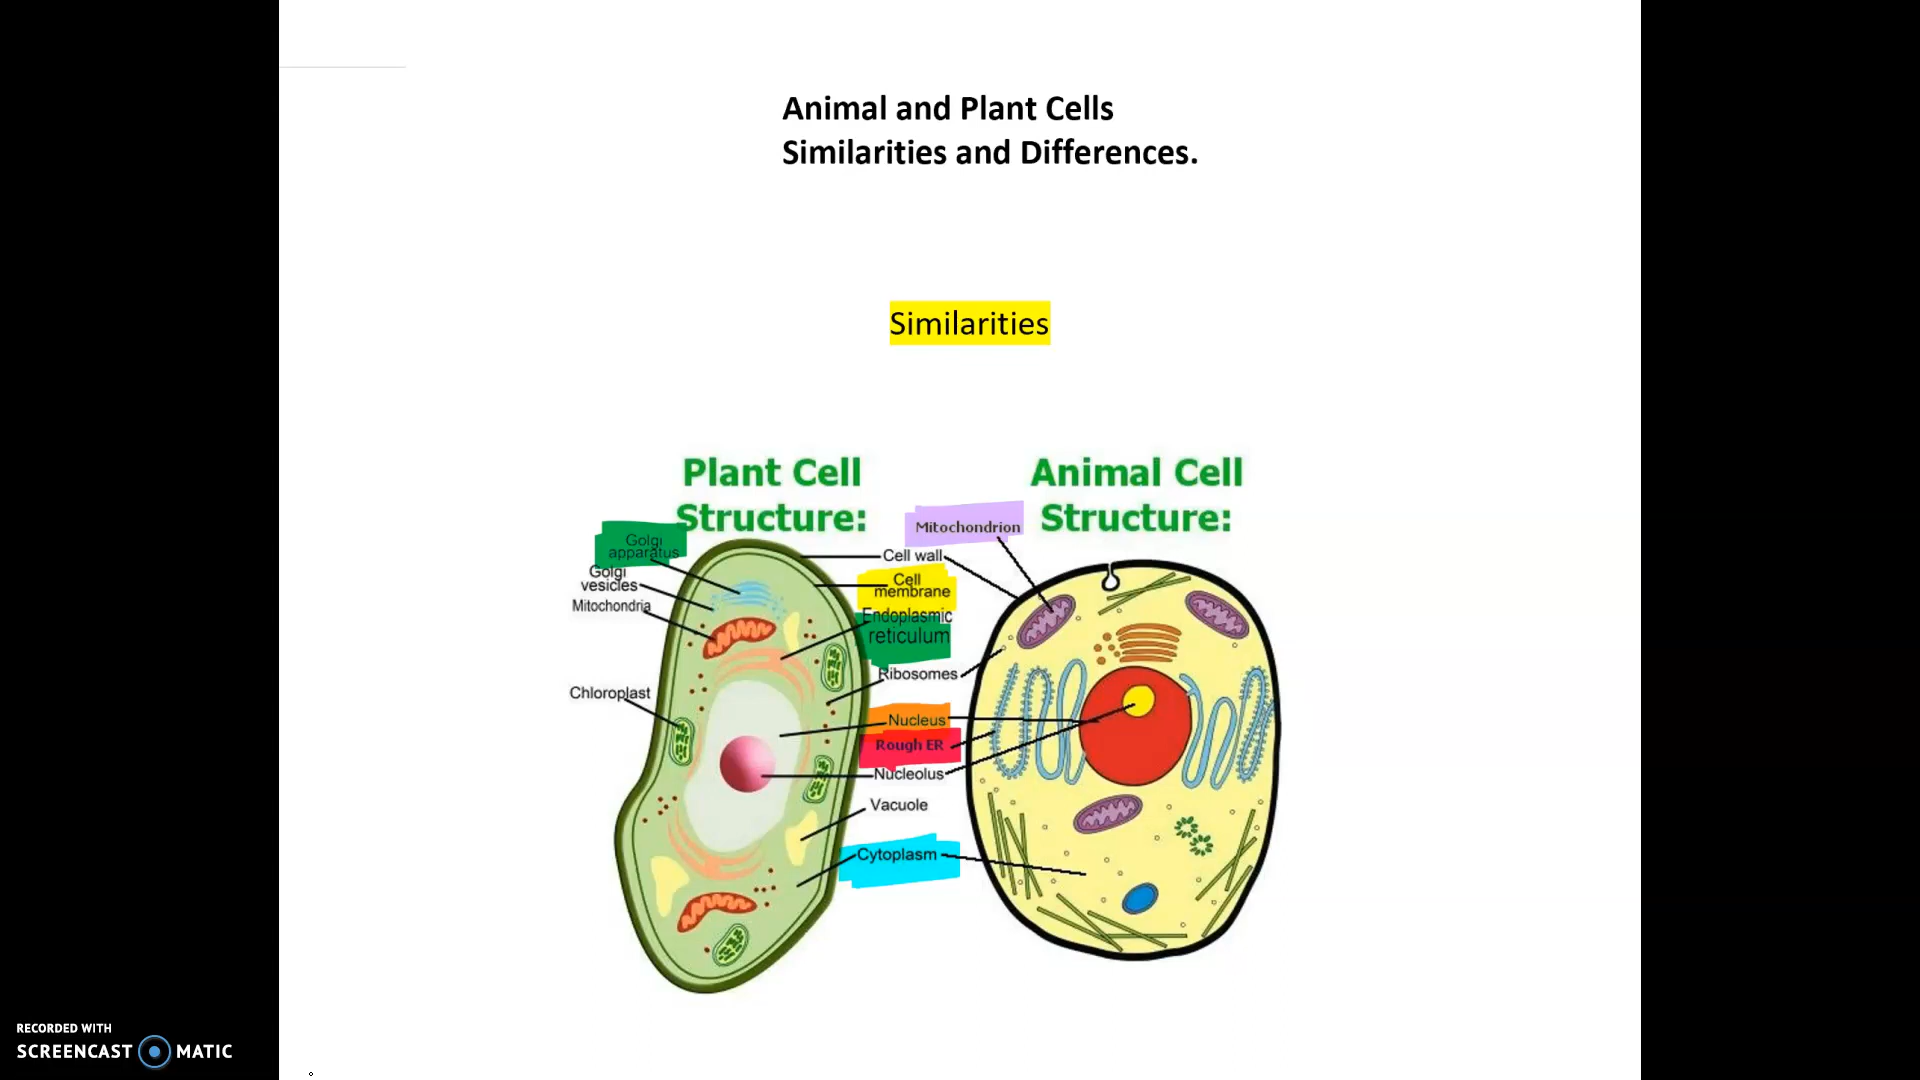 Animal and Plant Cells
Similarities and Differences.
Similarities
Plant Cell
Structure:
Animal Cell
Structure:
Mitochondrion
Golgi
apparatus
Golgi
vesicles
Mitochondria
Chloroplast
Cell wall
Cell
membrane
Endoplasmic
reticulum
Ribosomes
Nucleus
Rough ER
Nucleolus
Vacuole
Cytoplasm
RECORDED WITH
SCREENCAST MATIC